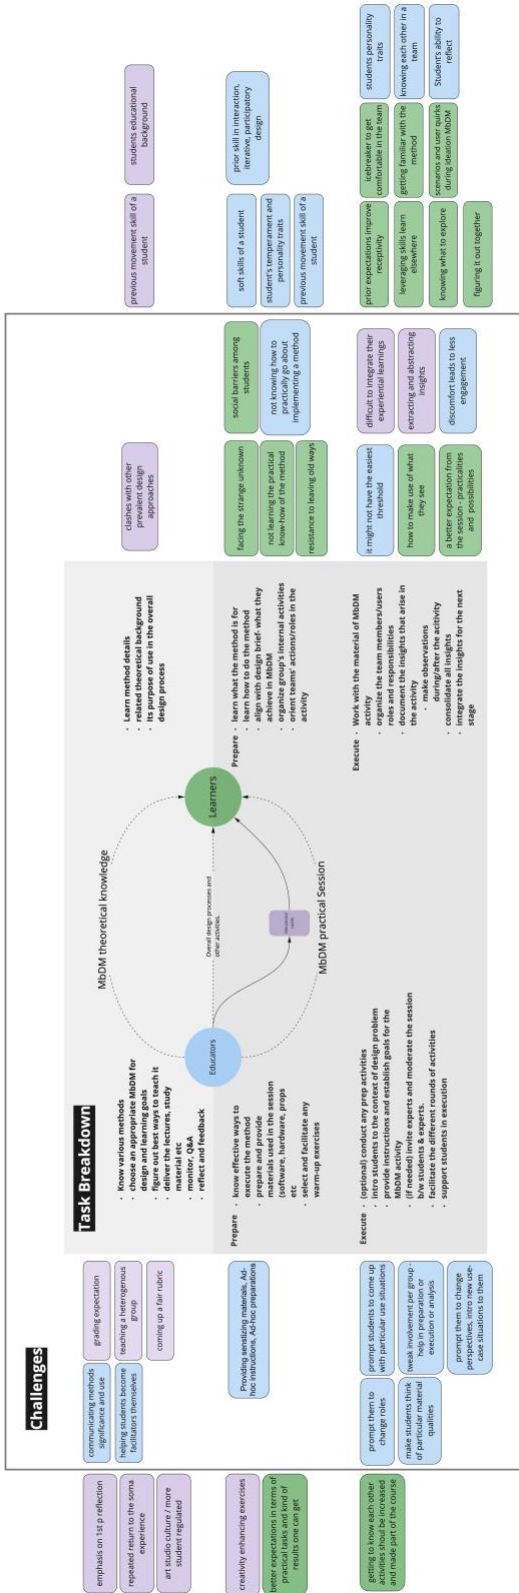 Challenges
emphasis on 1st p reflection
repeated return to the soma
experience
art studio culture / more
student regulated
creativity enhancing exercises
better expectations in terms of
practical tasks and kind of
results one can get
getting to know each other
activities shoul be increased
and made part of the course
communicating methods
significance and use
helping students become
facilitators themselves
grading expectation
teaching a heterogenous
group
coming up a fair rubric
Providing sensitizing materials, Ad-
hoc instructions, Ad-hoc preparations
prompt them to
change roles
make students think
of particular material
qualities
prompt students to come up
with particular use situations
tweak involvement per group -
help in preparation or
execution or analysis
prompt them to change
perspectives, intro new use-
case situations to them
Task Breakdown
· Know various methods
· choose an appropriate MbDM for
design and learning goals
· figure out best ways to teach it
· deliver the lectures, study
material etc
· monitor, Q&A
· reflect and feedback
Prepare · know effective ways to
execute the method
· prepare and provide
materials used in the session
(software, hardware, props
etc
· select and facilitate any
warm-up exercises
Execute · (optional) conduct any prep activities
· intro students to the context of design problem
· provide instructions and establish goals for the
MbDM activity
· (if needed) invite experts and moderate the session
b/w students & experts.
· facilitate the different rounds of activities
· support students in execution
MbDM theoretical knowledge
Educators
Overall design processes and
other activities.
Learners
MbDM practical Session
· Learn method details
· related theoretical background
· its purpose of use in the overall
design process
Prepare · learn what the method is for
· learn how to do the method
· align with design brief- what they
achieve in MbDM
· organize group's internal activities
· orient teams' actions/roles in the
activity
Execute · Work with the material of MbDM
activity
· organize the team members/users
roles and responsibilities
· document the insights that arise in
the activity
· make observations
during/after the acitivity
· consolidate all insights
· integrate the insights for the next
stage
clashes with other
prevalent design
approaches
facing the strange unknown
not learning the practical
know-how of the method
resistance to having old ways
social barriers among
students
not knowing how to
practically go about
implementing a method
it might not have the easiest
threshold
how to make use of what
they see
a better expectation from
the session - practicalities
and possibilities
difficult to integrate their
experiential learnings
extracting and abstracting
insights
discomfort leads to less
engagement
previous movement skill of a
student
students educational
background
soft skills of a student
student's temperament and
personality traits
previous movement skill of a
student
prior skill in interaction,
iterative, participatory
design
prior expectations improve
receptivity
leveraging skills learn
elsewhere
knowing what to explore
figuring it out together
icebreaker to get
comfortable in the team
getting familiar with the
method
scenarios and user quirks
during ideation MbDM
students personality
traits
knowing each other in a
team
Student's ability to
reflect